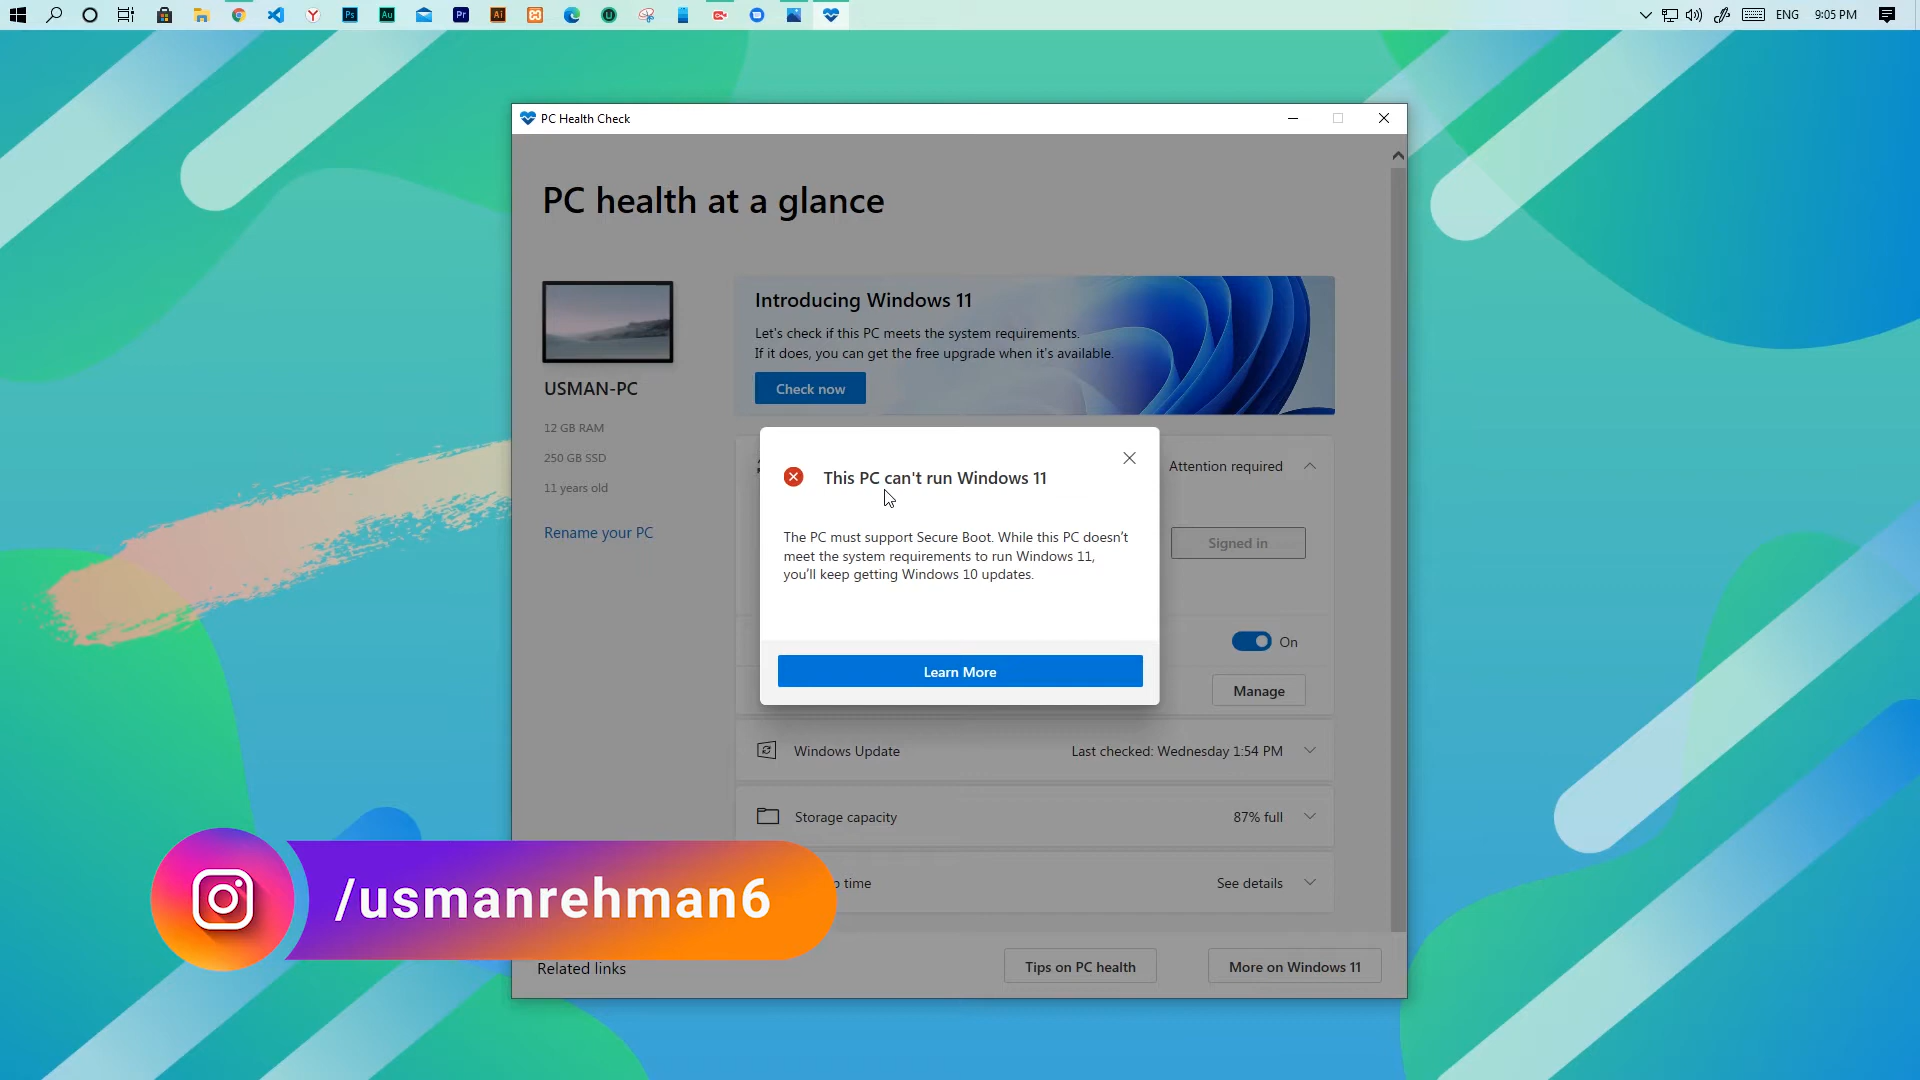 ENG
9:05 PM
PC Health Check
PC health at a glance
Introducing Windows 11
Let's check if this PC meets the system requirements.
If it does, you can get the free upgrade when it's available.
Check now
USMAN-PC
12 GB RAM
250 GB SSD
11 years old
Rename your PC
Attention required
This PC can't run Windows 11
The PC must support Secure Boot. While this PC doesn't
meet the system requirements to run Windows 11,
you'll keep getting Windows 10 updates.
Signed in
On
Learn More
Manage
Windows Update
Last checked: Wednesday 1:54 PM
Storage capacity
87% full
time
See details
/usmanrehman6
Related links
Tips on PC health
More on Windows 11
Ps
Au
Pr
Ai